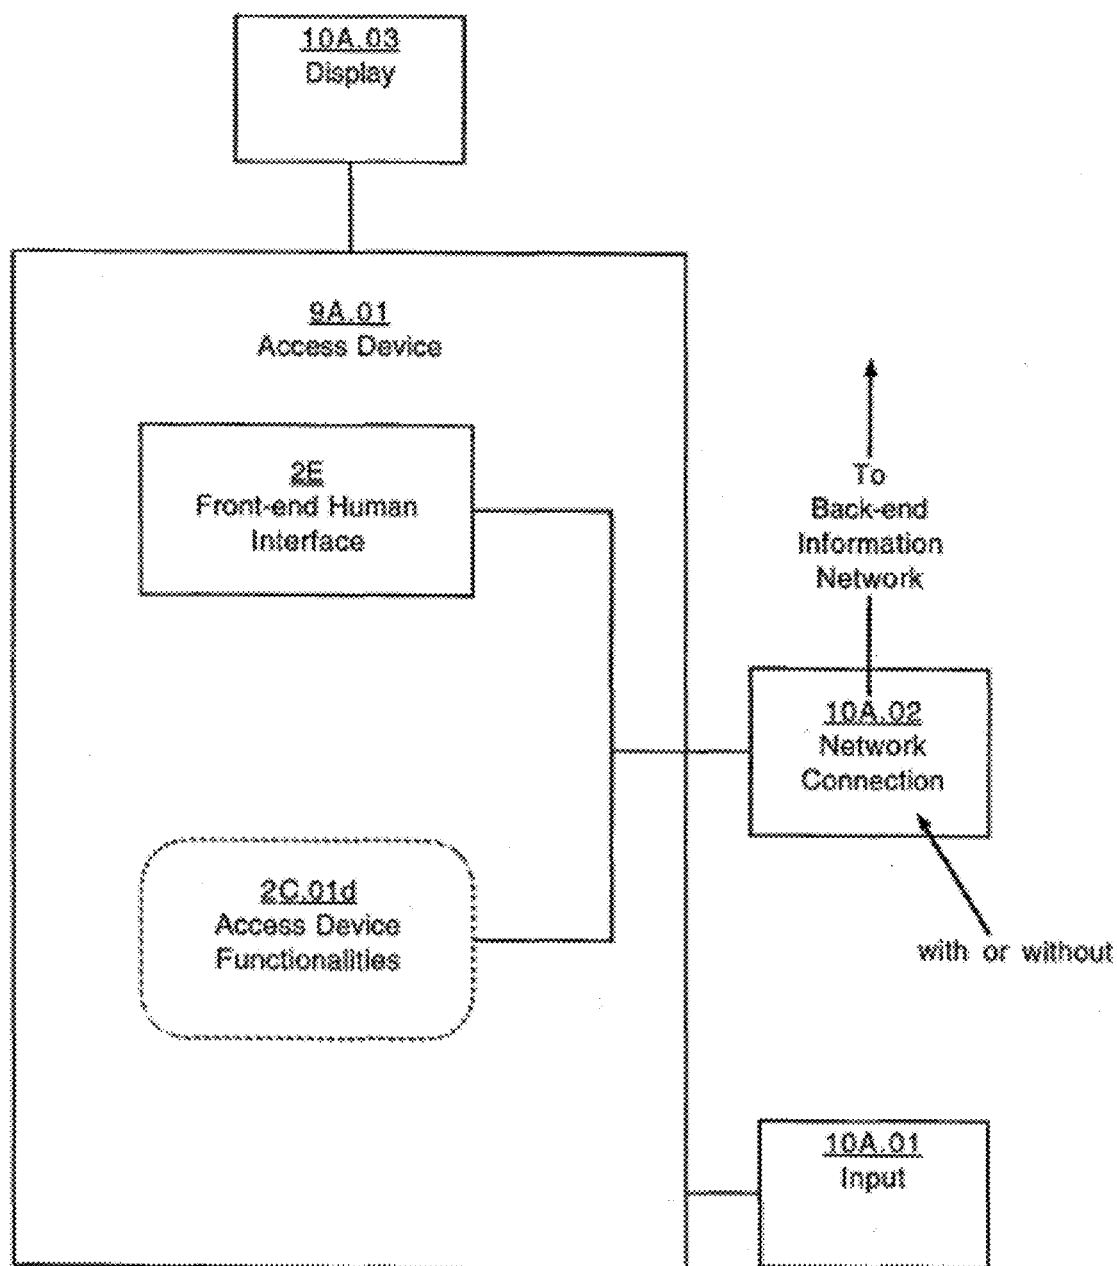 10A.03
Display
9A.01
Access Device
2E
Front-end Human
Interface
To
Back-end
Information
Network
10A.02
Network
Connection
2C.01d
Access Device
Functionalities
with or without
10A.01
Input